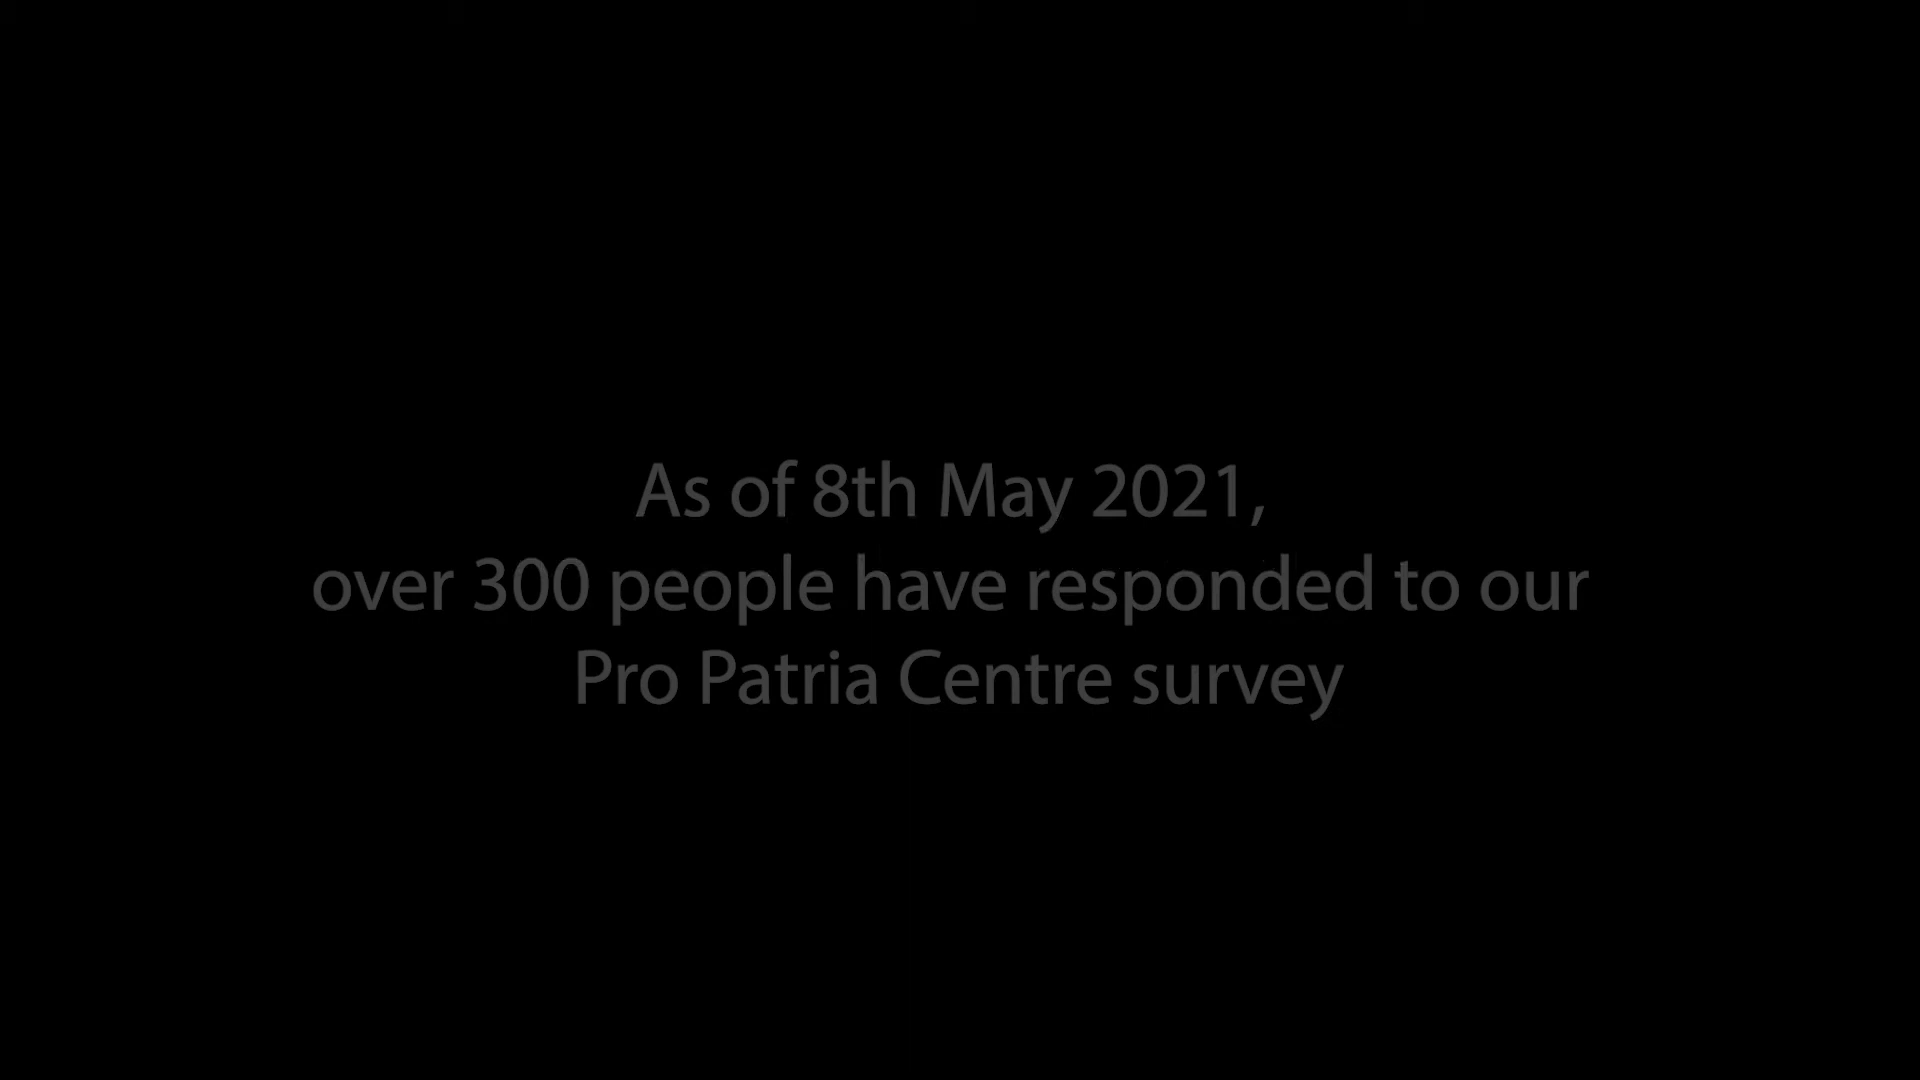 As of 8th May 2021,
over 300 people have responded to our
Pro Patria Centre survey